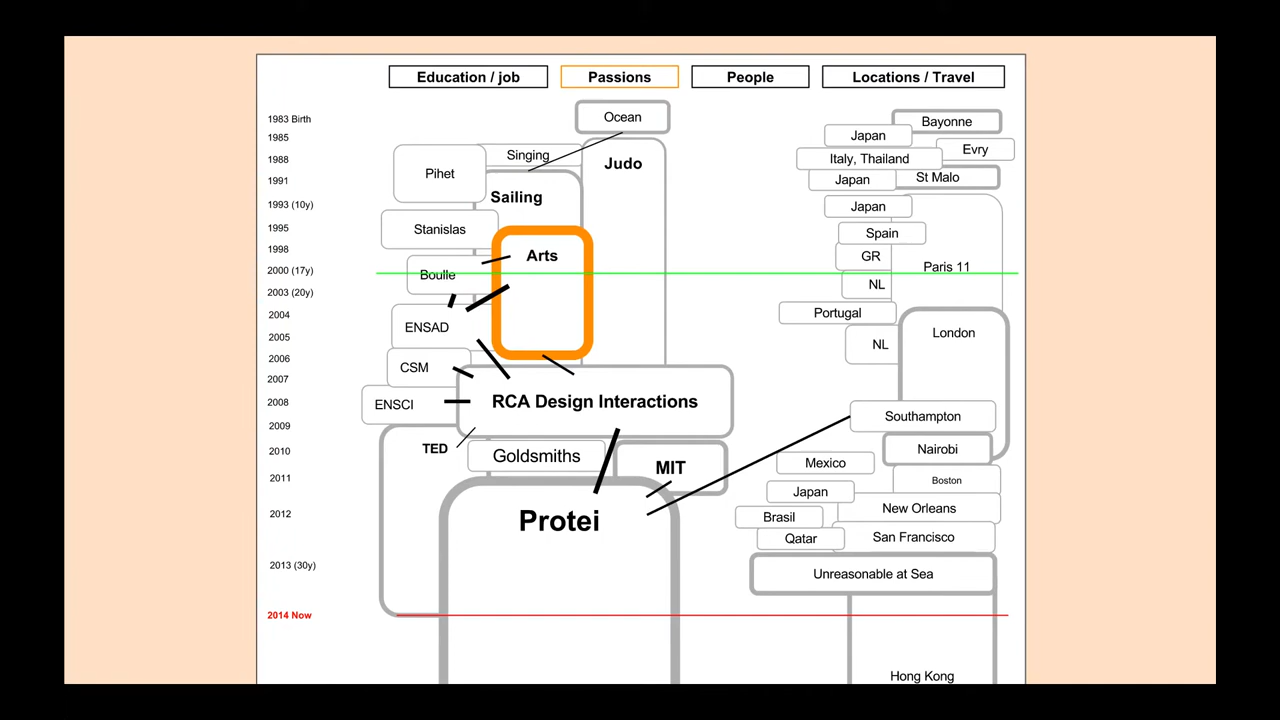 Education / job
Passions
People
Locations / Travel
1983 Birth
1985
1988
1991
1993 (10y)
1995
1998
2000 (17y)
2003 (20y)
2004
2005
2006
2007
2008
2009
2010
2011
2012
2013 (30y)
2014 Now
Pihet
Stanislas
Boulle
ENSAD
CSM
ENSCI
TED
Ocean
Singing
Judo
Sailing
Arts
RCA Design Interactions
Goldsmiths
MIT
Protei
Bayonne
Japan
Evry
Italy, Thailand
Japan
St Malo
Japan
Spain
GR
Paris 11
NL
Portugal
London
NL
Southampton
Nairobi
Mexico
Boston
Japan
New Orleans
Brasil
Qatar
San Francisco
Unreasonable at Sea
Hong Kong